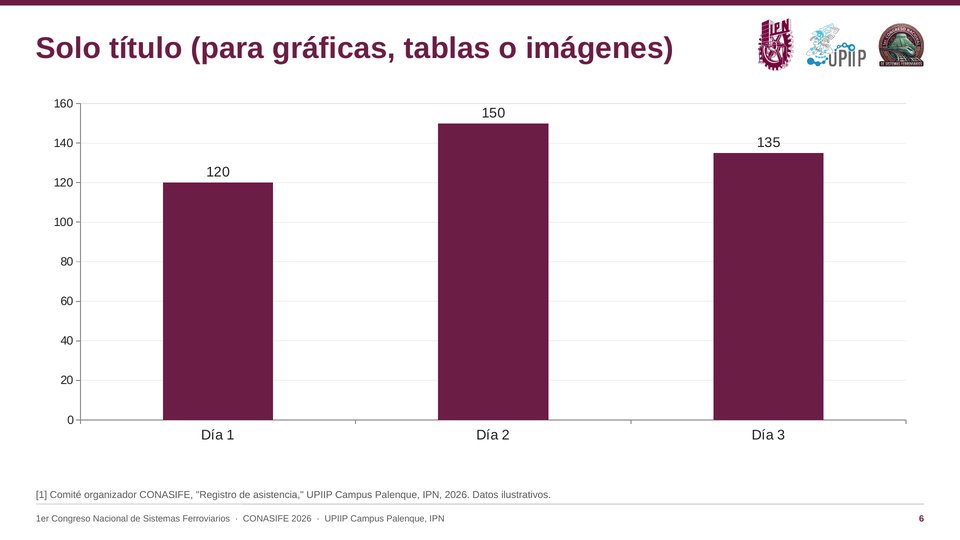 Solo título (para gráficas, tablas o imágenes)
IPN
UPIIP
160
140
120
100
80
60
40
20
0
120
150
135
Día 1
Día 2
Día 3
[1] Comité organizador CONASIFE, "Registro de asistencia," UPIIP Campus Palenque, IPN, 2026. Datos ilustrativos.
1er Congreso Nacional de Sistemas Ferroviarios · CONASIFE 2026 · UPIIP Campus Palenque, IPN
6